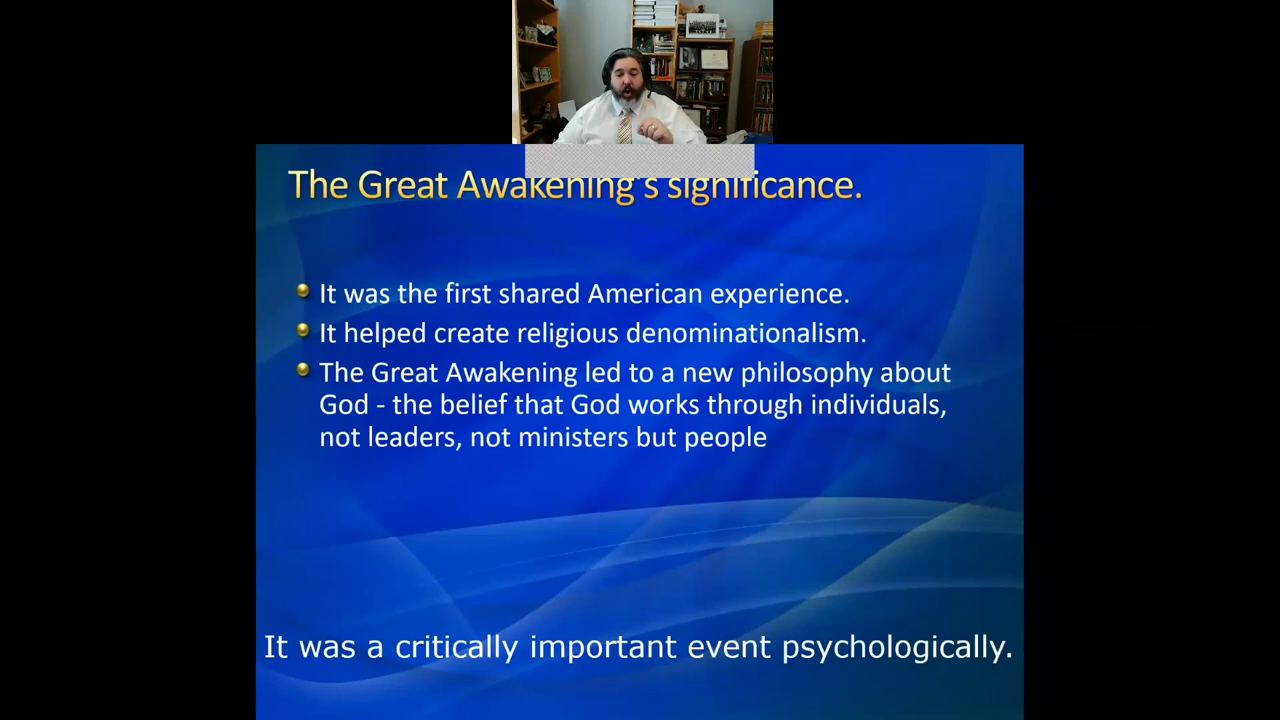 The Great Awakening's significance.
It was the first shared American experience.
It helped create religious denominationalism.
The Great Awakening led to a new philosophy about
God - the belief that God works through individuals,
not leaders, not ministers but people
It was a critically important event psychologically.